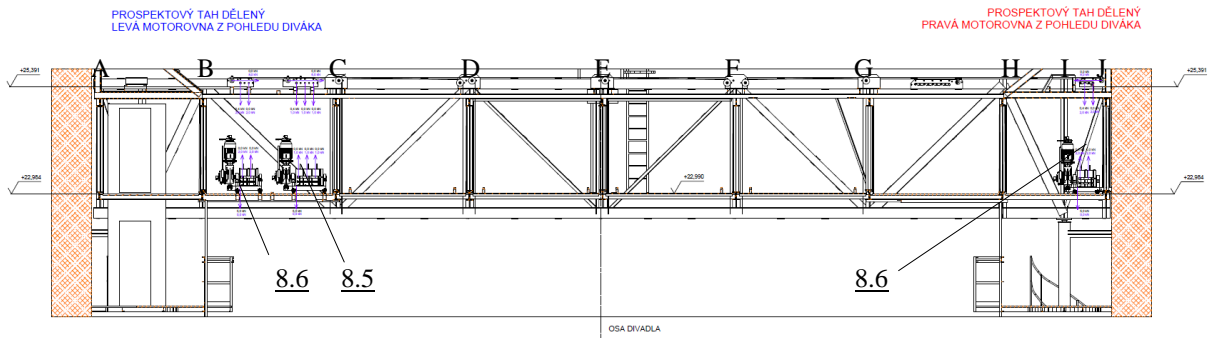 PROSPEKTOVÝ TAH DĚLENÝ
LEVÁ MOTOROVNA Z POHLEDU DIVÁKA
PROSPEKTOVÝ TAH DĚLENÝ
PRAVÁ MOTOROVNA Z POHLEDU DIVÁKA
A B C D E F G H I J
+25,391
+25,391
+22,984
+22,990
+22,984
8.6 8.5 8.6
OSA DIVADLA